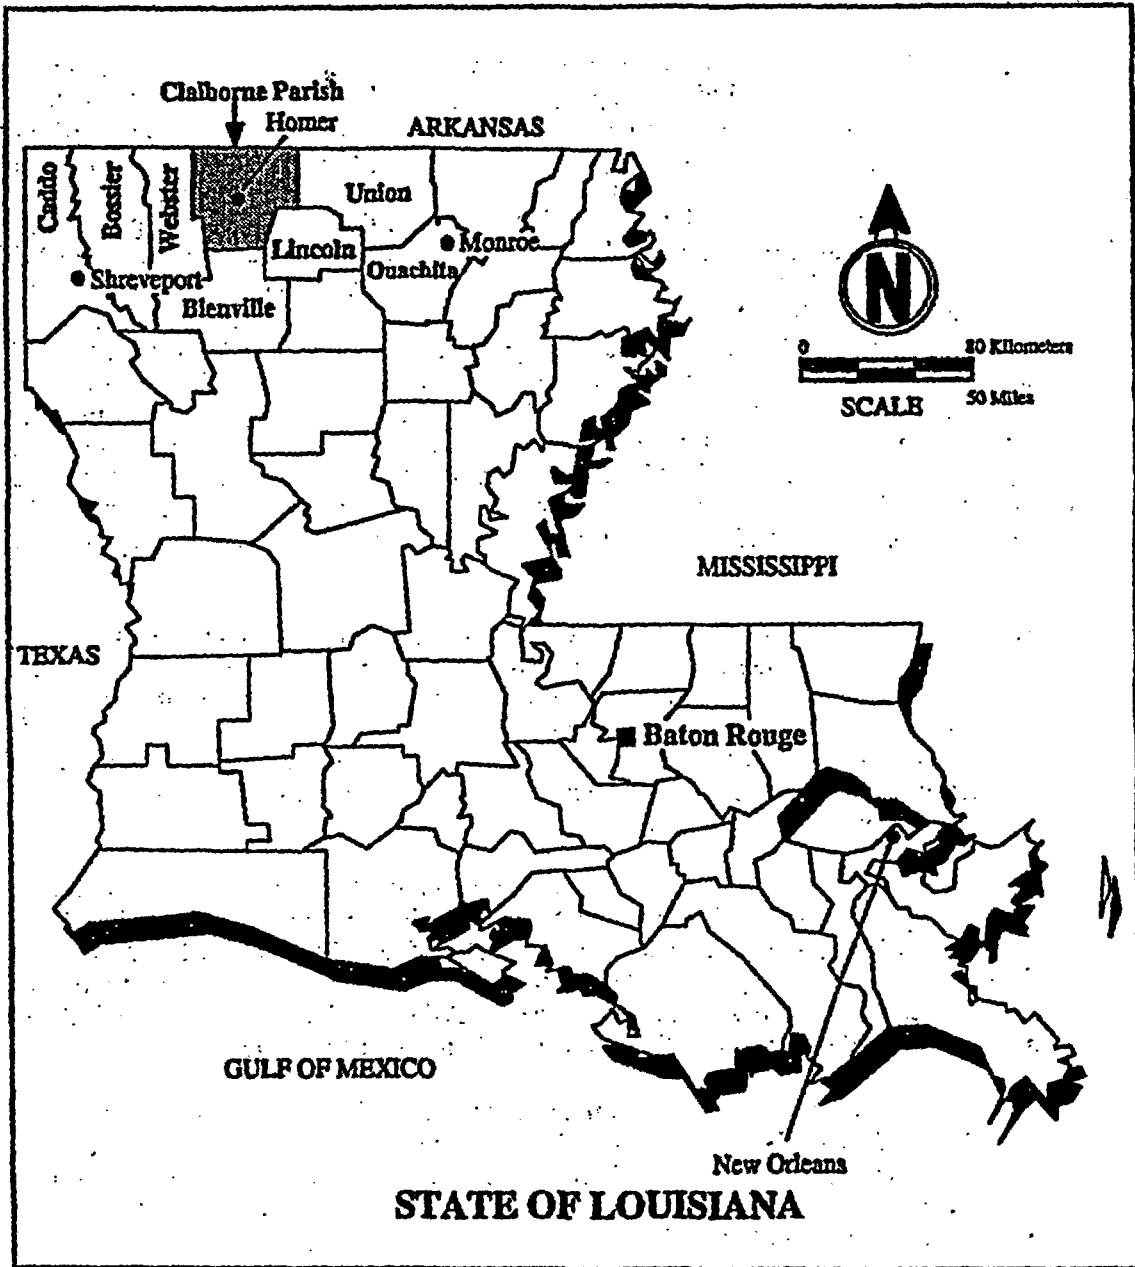 Claiborne Parish
Homer
ARKANSAS
Caddo
Bossier
Webster
Union
Lincoln
Monroe
Ouachita
Shreveport
Bienville
N
0 80 Kilometers
SCALE 50 Miles
MISSISSIPPI
TEXAS
Baton Rouge
GULF OF MEXICO
New Orleans
STATE OF LOUISIANA